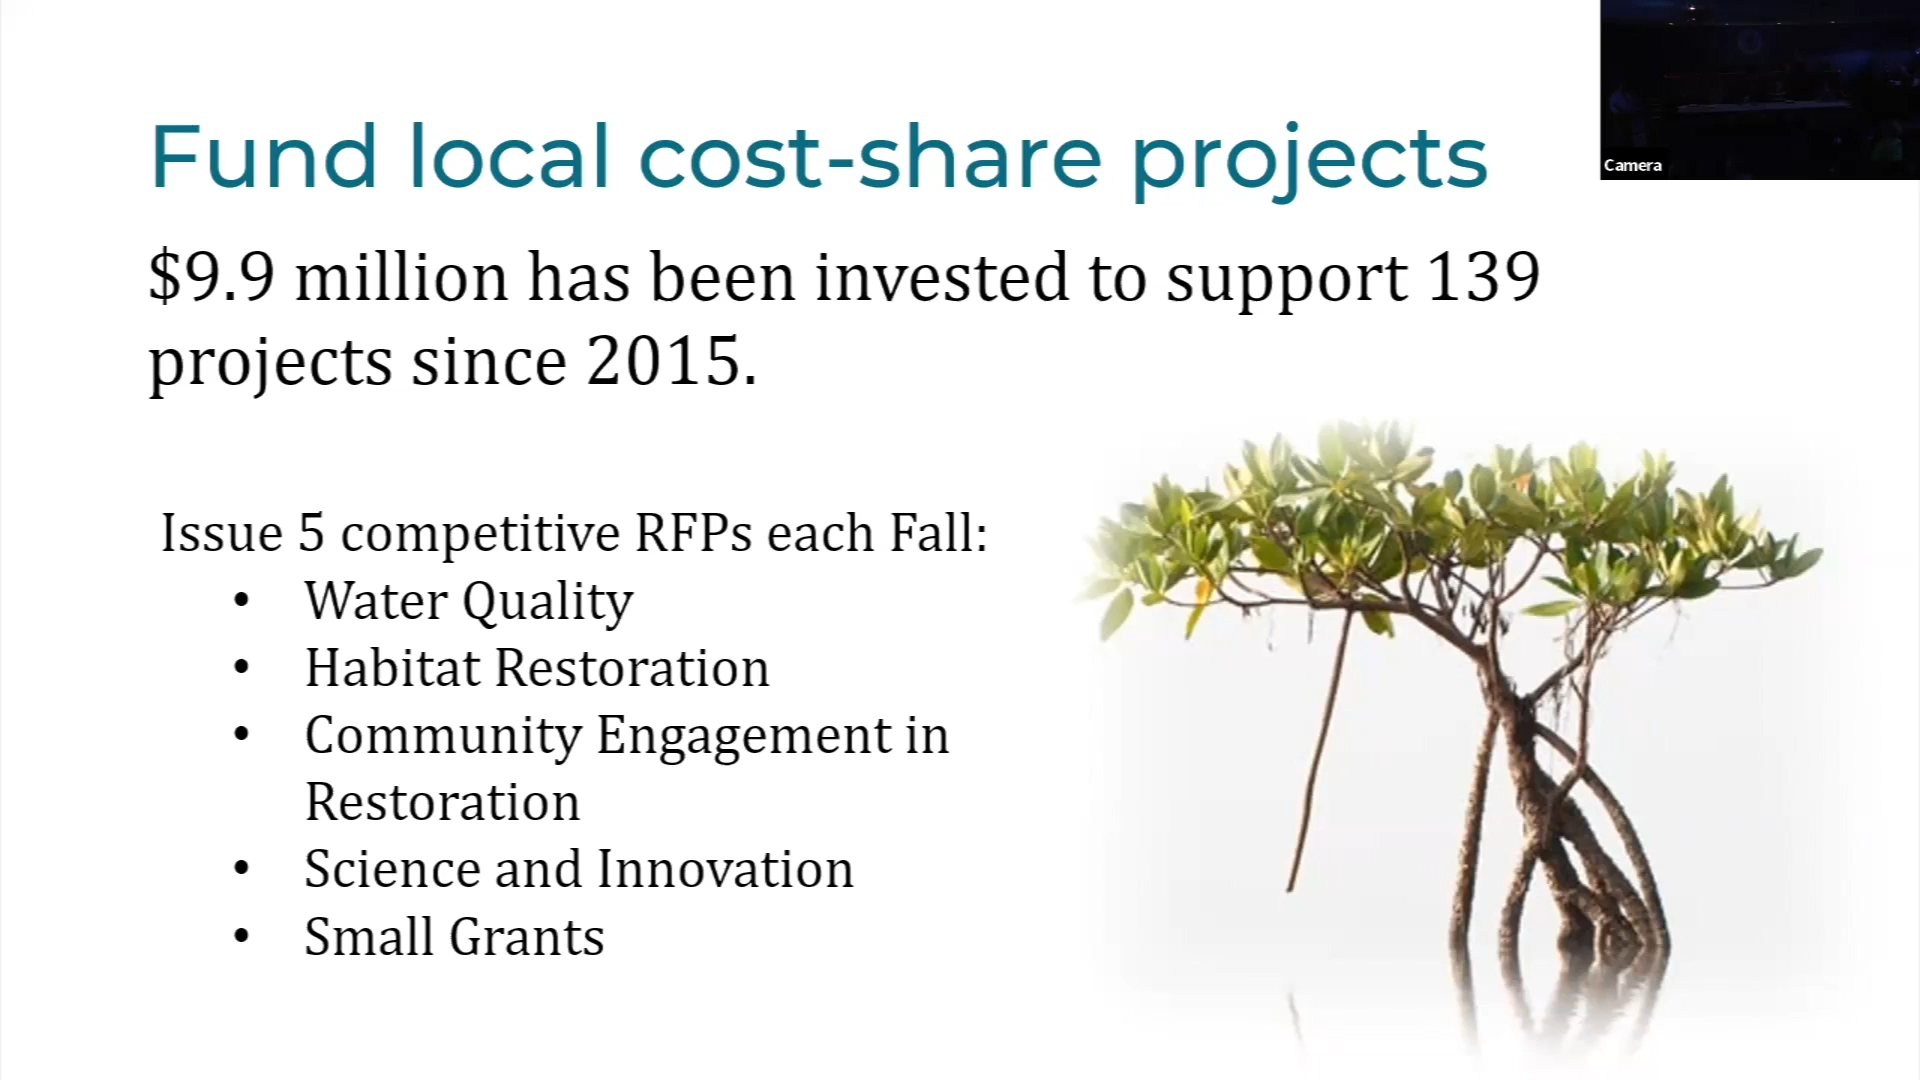 Fund local cost-share projects
Camera
$9.9 million has been invested to support 139
projects since 2015.
Issue 5 competitive RFPs each Fall:
• Water Quality
• Habitat Restoration
• Community Engagement in
Restoration
• Science and Innovation
• Small Grants